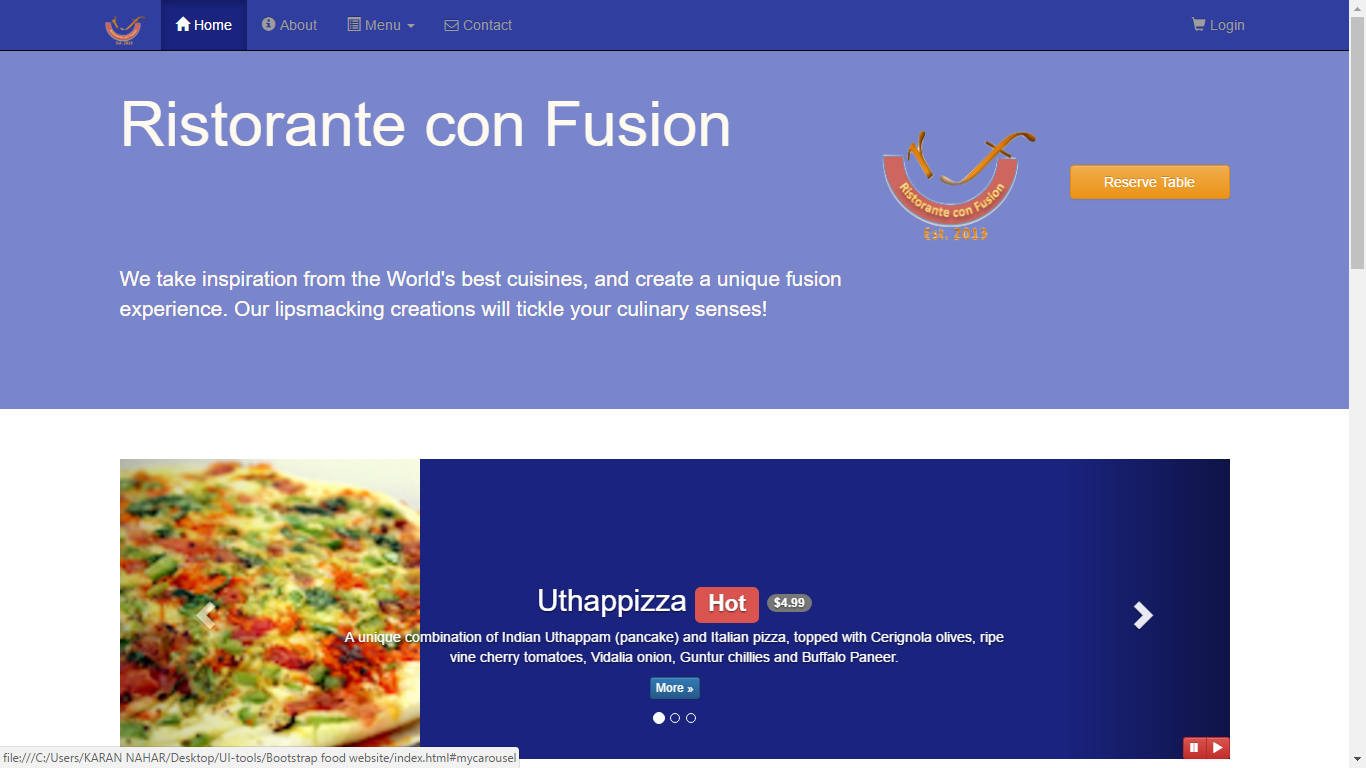 Home About Menu Contact Login
Ristorante con Fusion
Ristorante con Fusion
Est. 2013
Reserve Table
We take inspiration from the World's best cuisines, and create a unique fusion
experience. Our lipsmacking creations will tickle your culinary senses!
Uthappizza Hot $4.99
A unique combination of Indian Uthappam (pancake) and Italian pizza, topped with Cerignola olives, ripe
vine cherry tomatoes, Vidalia onion, Guntur chillies and Buffalo Paneer.
More »
file:///C:/Users/KARAN NAHAR/Desktop/UI-tools/Bootstrap food website/index.html#mycarousel